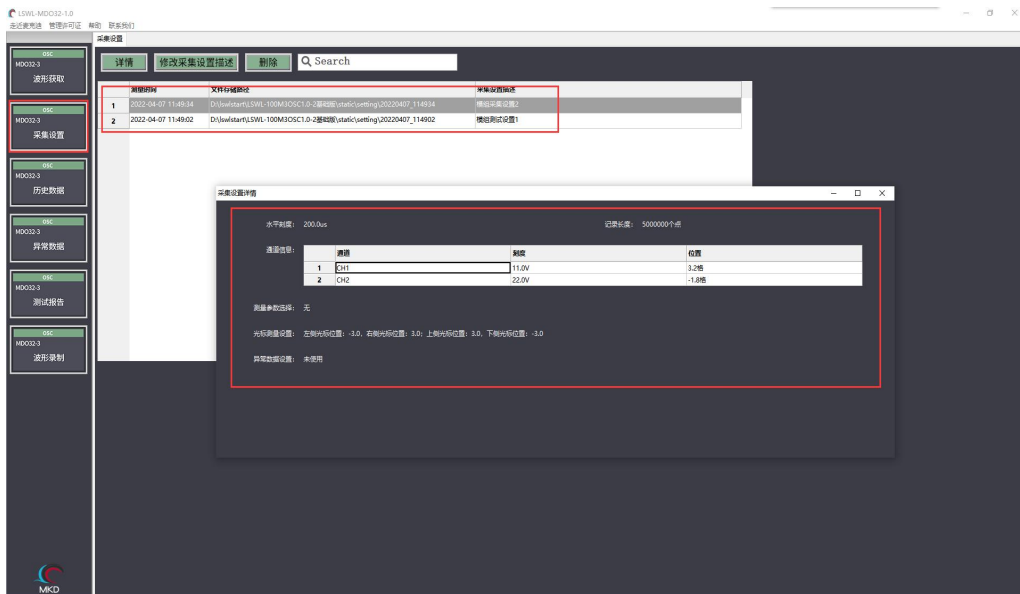 LSWL-MDO32-1.0
走近麦克迪 管理许可证 帮助 联系我们
采集设置
OSC
MDO32-3
波形获取
OSC
MDO32-3
采集设置
OSC
MDO32-3
历史数据
OSC
MDO32-3
异常数据
OSC
MDO32-3
测试报告
OSC
MDO32-3
波形录制
MKD
详情 修改采集设置描述 删除 Search
测量时间 文件存储路径 采集设置描述
1 2022-04-07 11:49:34 D:\lswlstart\LSWL-100M3OSC1.0-2基础版\static\setting\20220407_114934 模组采集设置2
2 2022-04-07 11:49:02 D:\lswlstart\LSWL-100M3OSC1.0-2基础版\static\setting\20220407_114902 模组测试设置1
采集设置详情
水平刻度： 200.0us 记录长度： 5000000个点
通道信息：
通道 刻度 位置
1 CH1 11.0V 3.2格
2 CH2 22.0V -1.8格
测量参数选择： 无
光标测量设置： 左侧光标位置：-3.0，右侧光标位置：3.0；上侧光标位置：3.0，下侧光标位置：-3.0
异常数据设置： 未使用